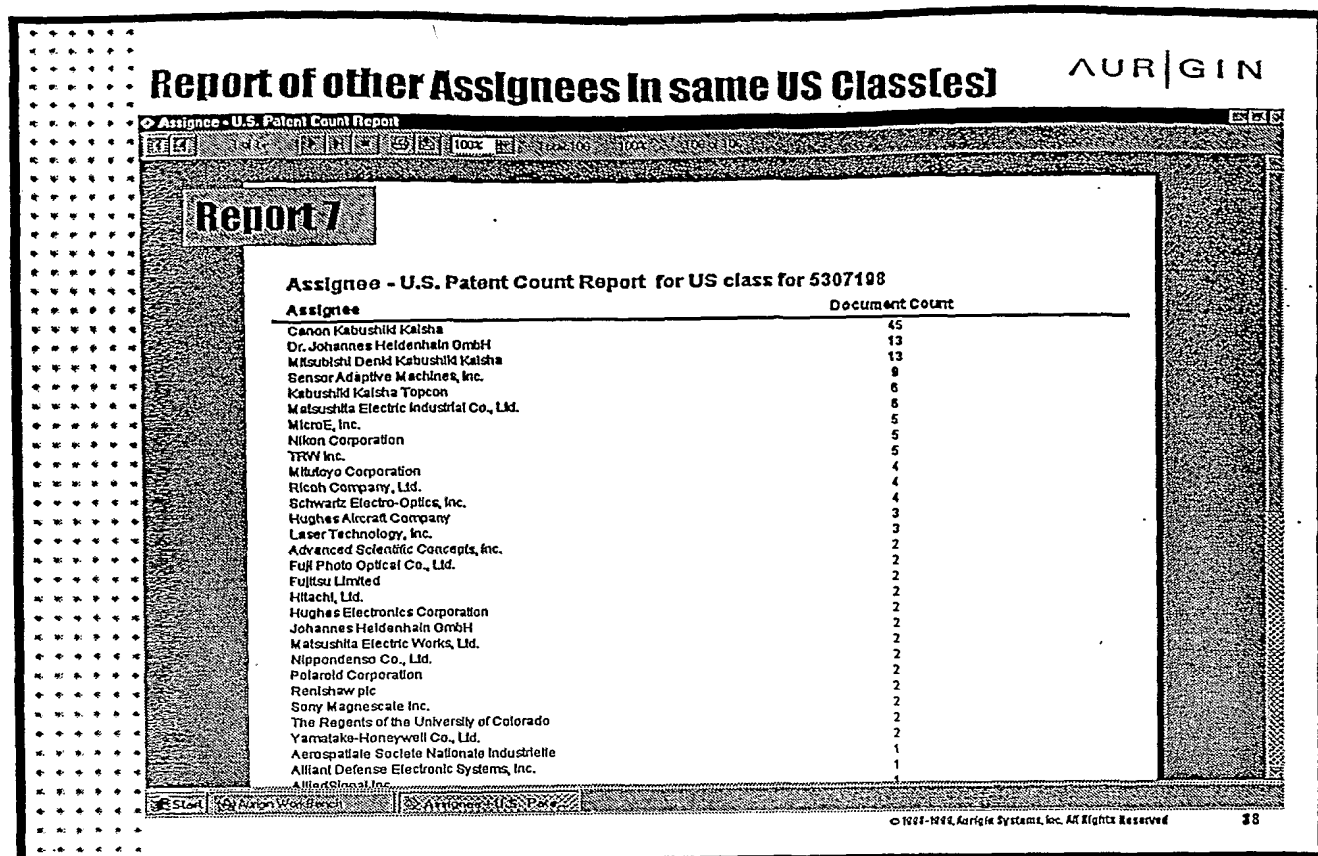 Report of other Assignees In same US Class(es)
AURIGIN
Assignee - U.S. Patent Count Report
100%
Report 7
Assignee - U.S. Patent Count Report for US class for 5307198
Assignee Document Count
Canon Kabushiki Kaisha 45
Dr. Johannes Heidenhain GmbH 13
Mitsubishi Denki Kabushiki Kaisha 13
Sensor Adaptive Machines, Inc. 9
Kabushiki Kaisha Topcon 6
Matsushita Electric Industrial Co., Ltd. 6
MicroE, Inc. 5
Nikon Corporation 5
TRW Inc. 5
Mitutoyo Corporation 4
Ricoh Company, Ltd. 4
Schwartz Electro-Optics, Inc. 4
Hughes Aircraft Company 3
Laser Technology, Inc. 3
Advanced Scientific Concepts, Inc. 2
Fuji Photo Optical Co., Ltd. 2
Fujitsu Limited 2
Hitachi, Ltd. 2
Hughes Electronics Corporation 2
Johannes Heidenhain GmbH 2
Matsushita Electric Works, Ltd. 2
Nippondenso Co., Ltd. 2
Polaroid Corporation 2
Renishaw plc 2
Sony Magnescale Inc. 2
The Regents of the University of Colorado 2
Yamatake-Honeywell Co., Ltd. 2
Aerospatiale Societe Nationale Industrielle 1
Alliant Defense Electronic Systems, Inc. 1
AlliedSignal Inc. 1
Start Aurigin WorkBench Assignee - U.S. Pate
Aurigin Systems, Inc. All Rights Reserved 38